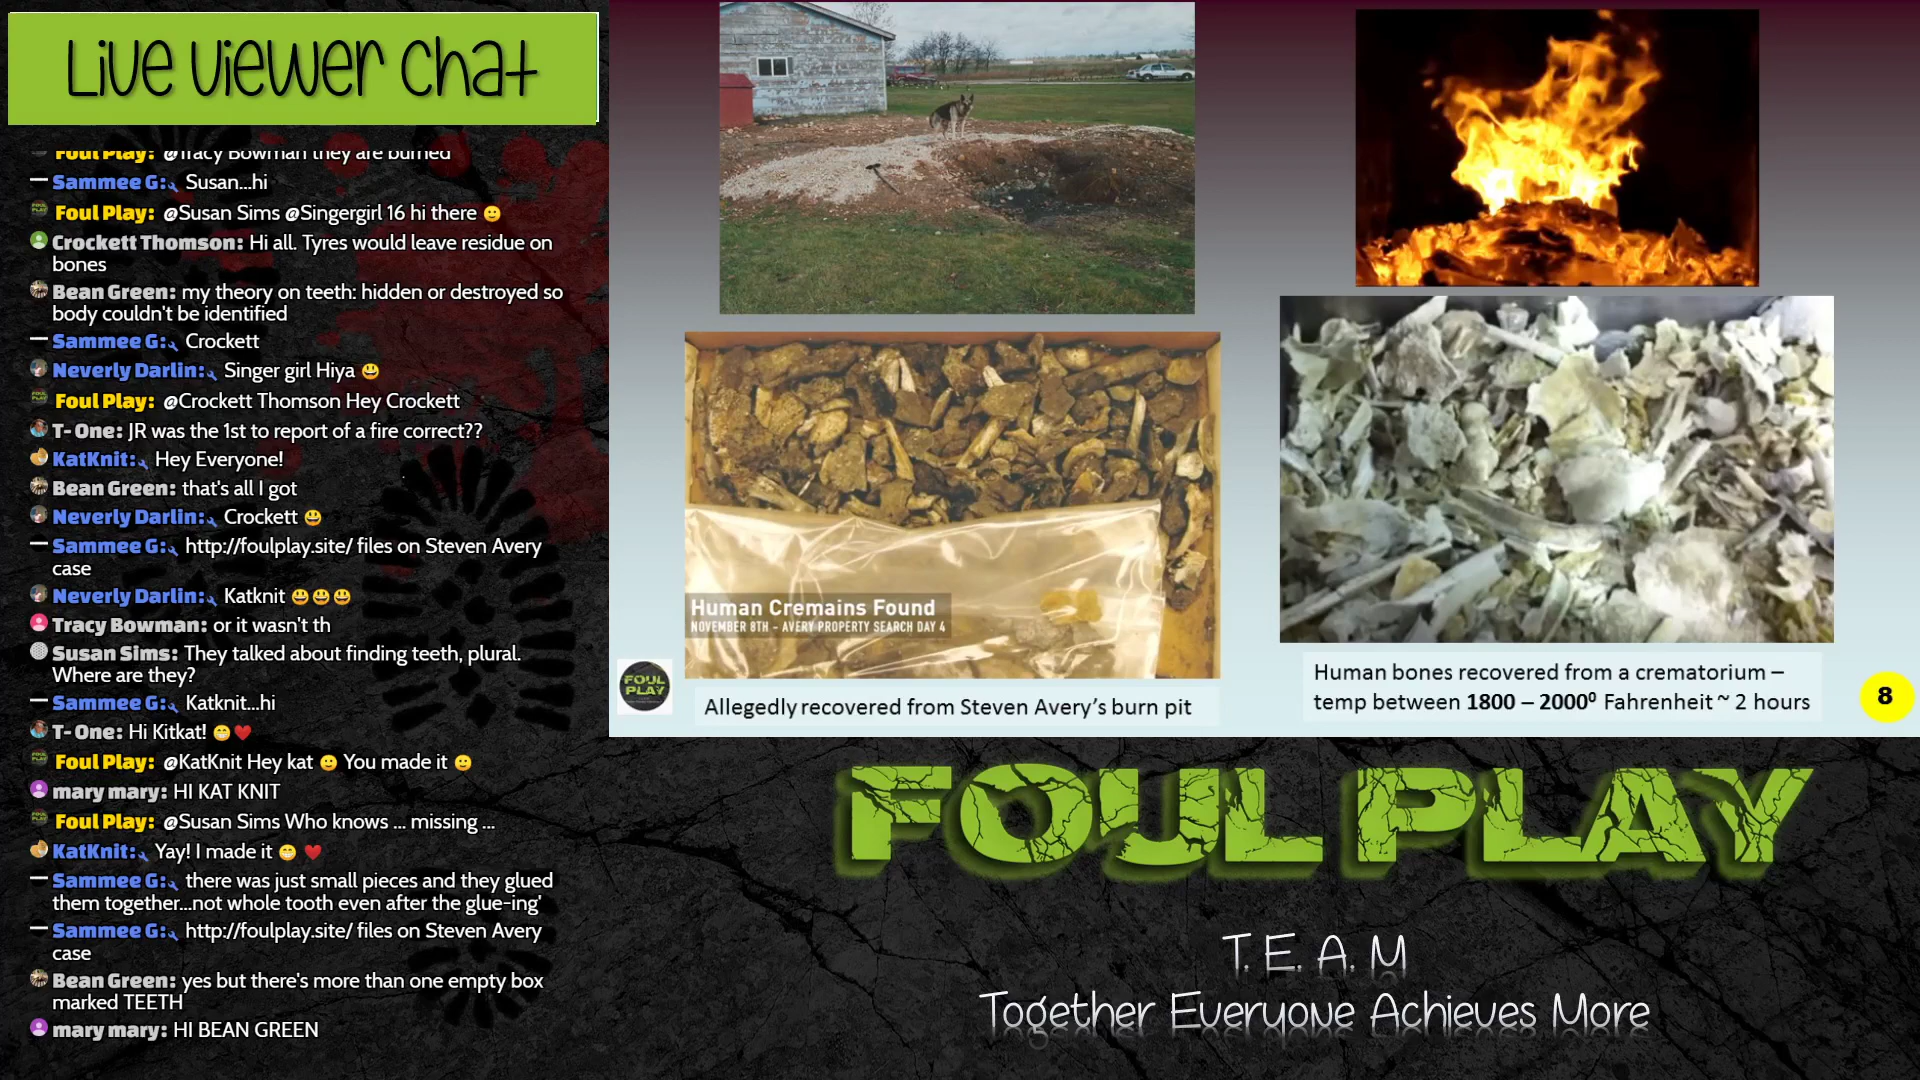 Live Viewer Chat
Foul Play: @Tracy Bowman they are burned
Sammee G: Susan...hi
Foul Play: @Susan Sims @Singergirl 16 hi there 🙂
Crockett Thomson: Hi all. Tyres would leave residue on
bones
Bean Green: my theory on teeth: hidden or destroyed so
body couldn't be identified
Sammee G: Crockett
Neverly Darlin: Singer girl Hiya 😃
Foul Play: @Crockett Thomson Hey Crockett
T- One: JR was the 1st to report of a fire correct??
KatKnit: Hey Everyone!
Bean Green: that's all I got
Neverly Darlin: Crockett 😃
Sammee G: http://foulplay.site/ files on Steven Avery
case
Neverly Darlin: Katknit 😃😃😃
Tracy Bowman: or it wasn't th
Susan Sims: They talked about finding teeth, plural.
Where are they?
Sammee G: Katknit...hi
T- One: Hi Kitkat! 😁❤️
Foul Play: @KatKnit Hey kat 🙂 You made it 🙂
mary mary: HI KAT KNIT
Foul Play: @Susan Sims Who knows ... missing ...
KatKnit: Yay! I made it 😁 ❤️
Sammee G: there was just small pieces and they glued
them together...not whole tooth even after the glue-ing'
Sammee G: http://foulplay.site/ files on Steven Avery
case
Bean Green: yes but there's more than one empty box
marked TEETH
mary mary: HI BEAN GREEN
Human Cremains Found
NOVEMBER 8TH - AVERY PROPERTY SEARCH DAY 4
FOUL
PLAY
Allegedly recovered from Steven Avery's burn pit
Human bones recovered from a crematorium –
temp between 1800 – 2000⁰ Fahrenheit ~ 2 hours
8
FOUL PLAY
T. E. A. M
Together Everyone Achieves More